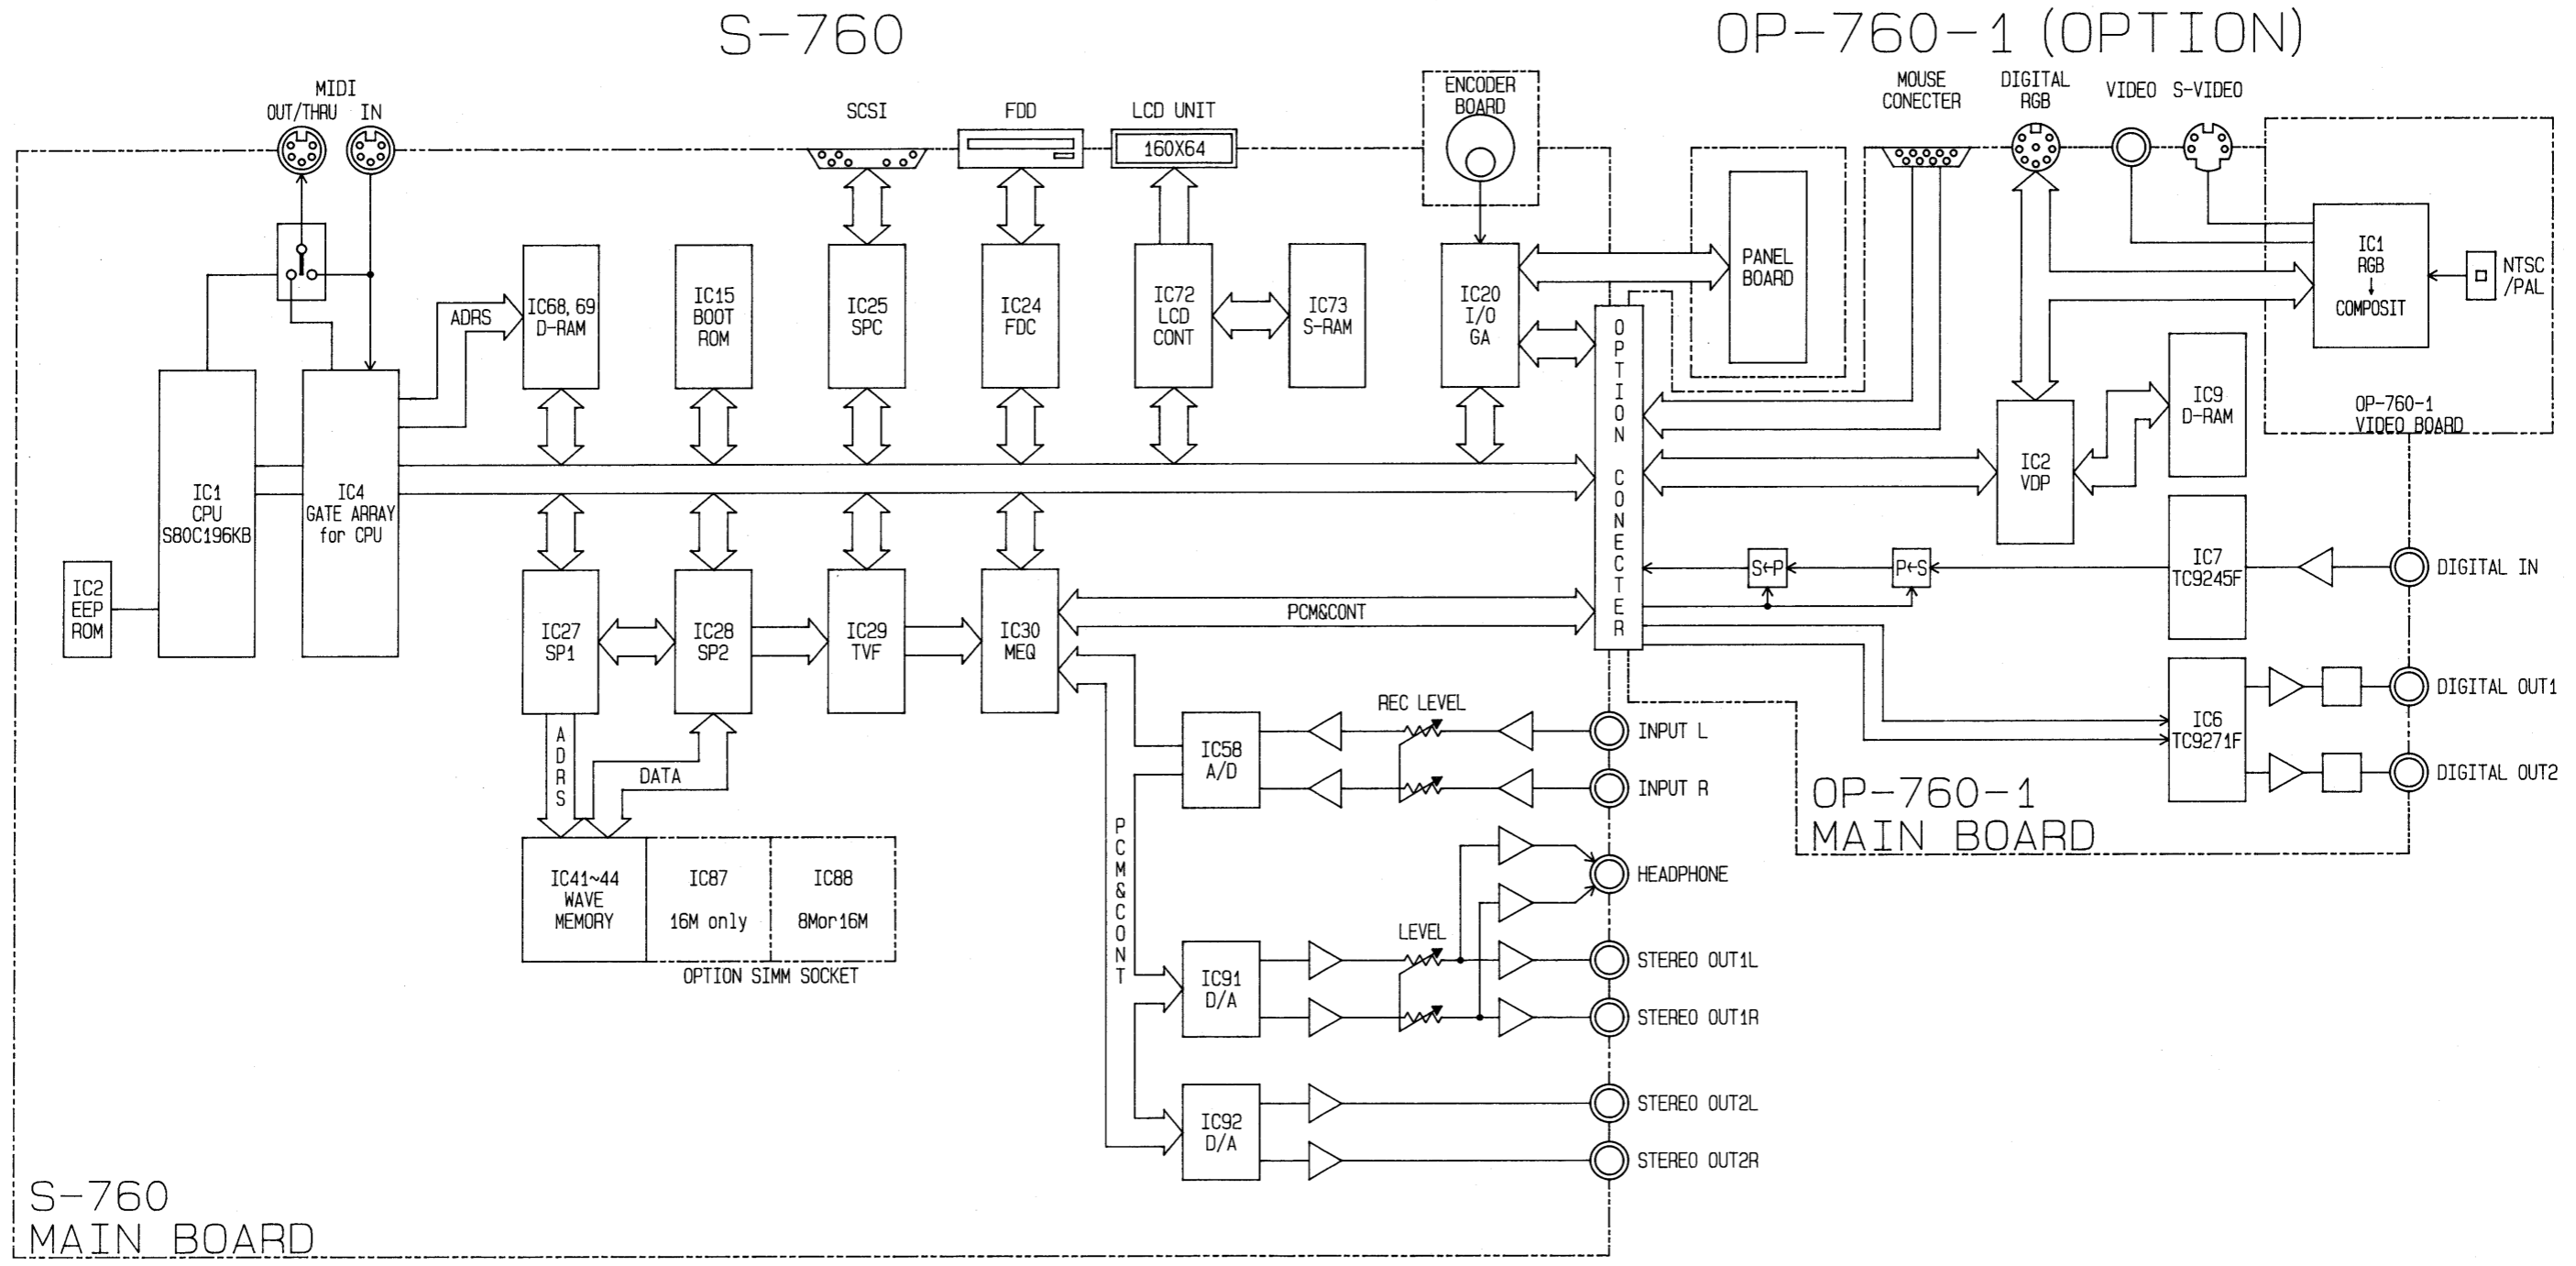 S-760
OP-760-1 (OPTION)
MIDI
OUT/THRU
IN
SCSI
FDD
LCD UNIT
160X64
ENCODER
BOARD
MOUSE
CONECTER
DIGITAL
RGB
VIDEO
S-VIDEO
IC68, 69
D-RAM
ADRS
IC15
BOOT
ROM
IC25
SPC
IC24
FDC
IC72
LCD
CONT
IC73
S-RAM
IC20
I/O
GA
PANEL
BOARD
IC1
RGB
↓
COMPOSIT
NTSC
/PAL
OP-760-1
VIDEO BOARD
IC9
D-RAM
IC2
VDP
OPTION CONECTER
IC1
CPU
S80C196KB
IC4
GATE ARRAY
for CPU
IC2
EEP
ROM
IC27
SP1
IC28
SP2
IC29
TVF
IC30
MEQ
PCM&CONT
S←P
P←S
IC7
TC9245F
DIGITAL IN
IC6
TC9271F
DIGITAL OUT1
DIGITAL OUT2
OP-760-1
MAIN BOARD
ADRS
DATA
IC41~44
WAVE
MEMORY
IC87
16M only
IC88
8Mor16M
OPTION SIMM SOCKET
PCM&CONT
IC58
A/D
REC LEVEL
INPUT L
INPUT R
HEADPHONE
IC91
D/A
LEVEL
STEREO OUT1L
STEREO OUT1R
IC92
D/A
STEREO OUT2L
STEREO OUT2R
S-760
MAIN BOARD